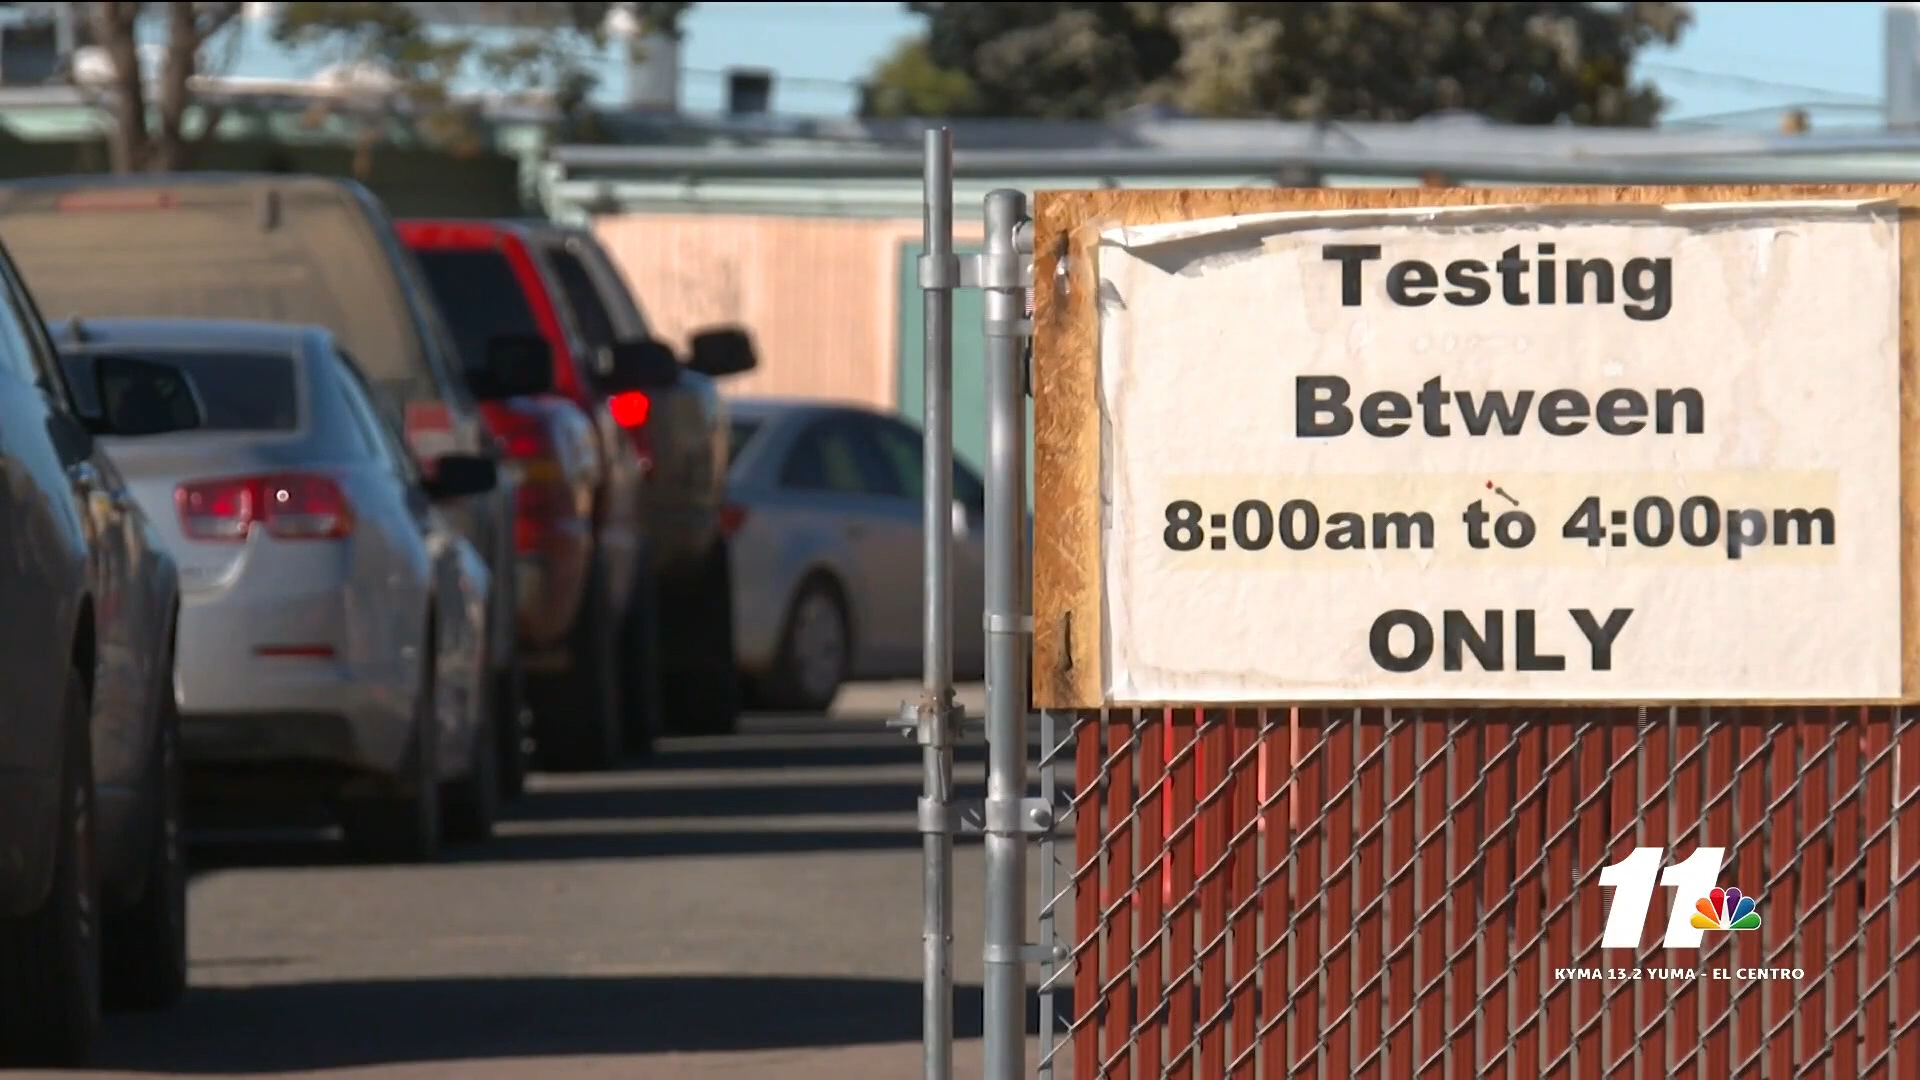 Testing
Between
8:00am to 4:00pm
ONLY
11
KYMA 13.2 YUMA - EL CENTRO